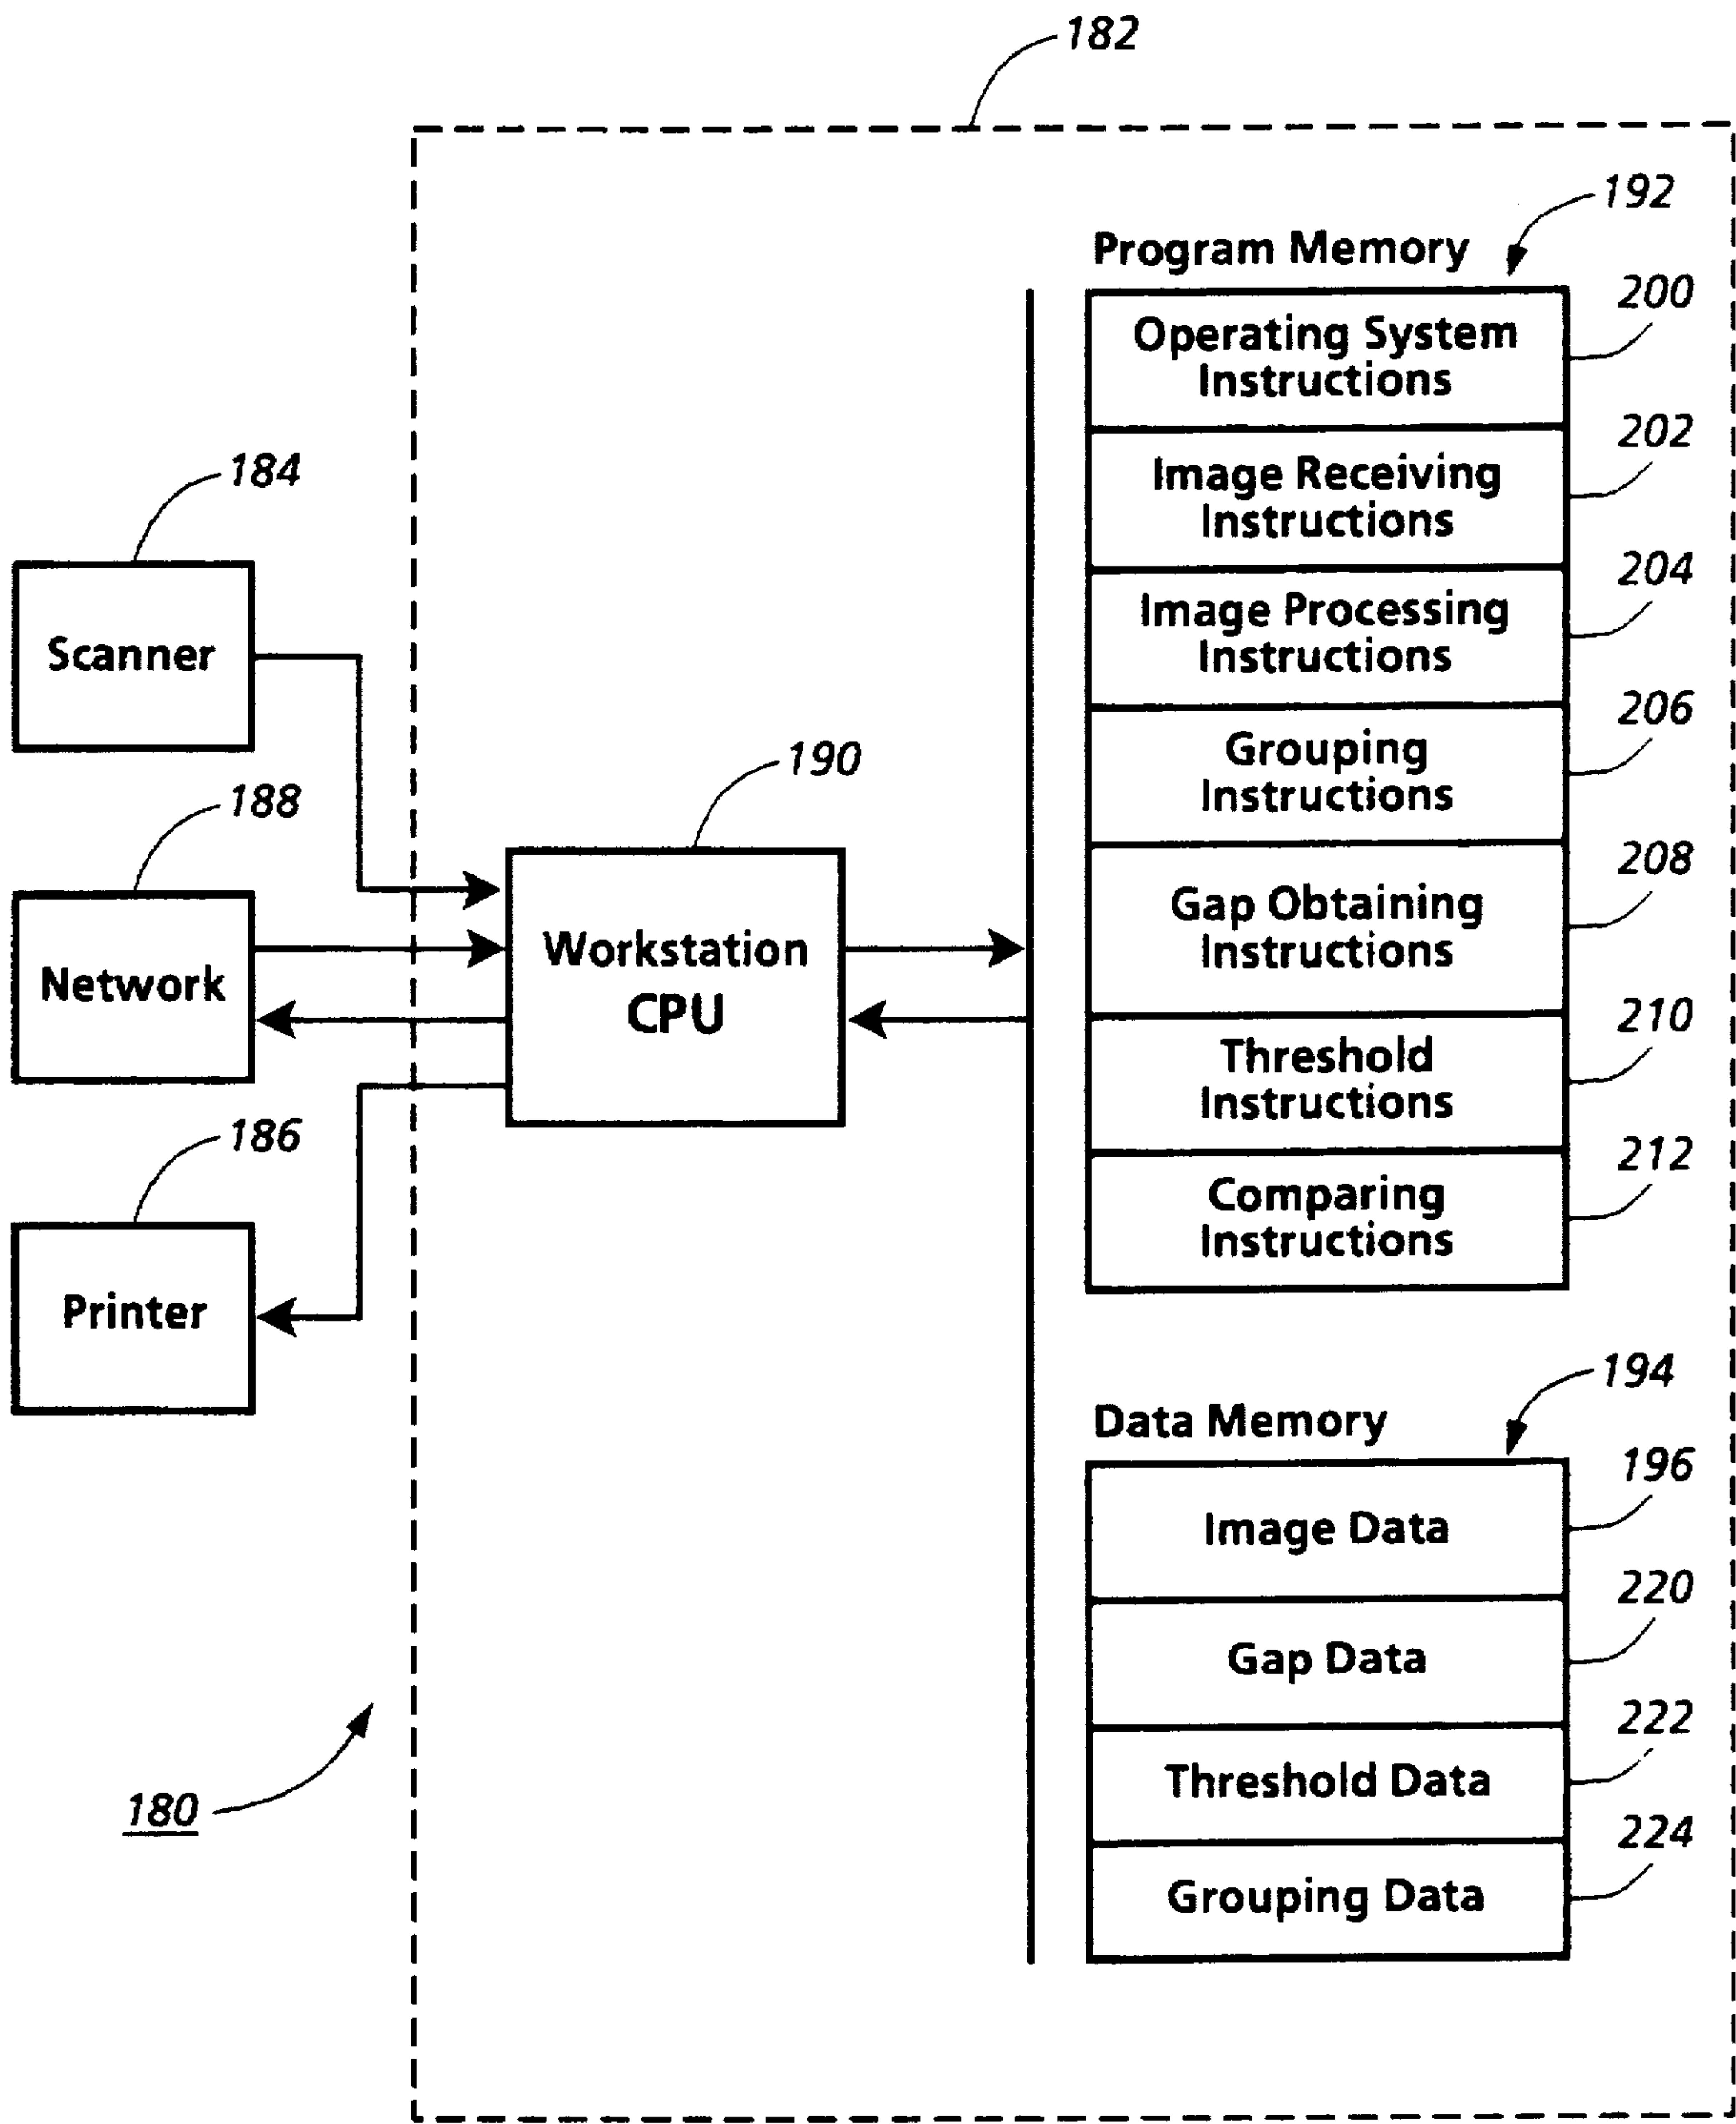 182
192
Program Memory
200
Operating System
Instructions
202
Image Receiving
Instructions
184
204
Scanner
Image Processing
Instructions
206
Grouping
Instructions
190
188
208
Network
Workstation
CPU
Gap Obtaining
Instructions
210
Threshold
Instructions
186
212
Printer
Comparing
Instructions
194
Data Memory
196
Image Data
220
Gap Data
222
Threshold Data
180
224
Grouping Data